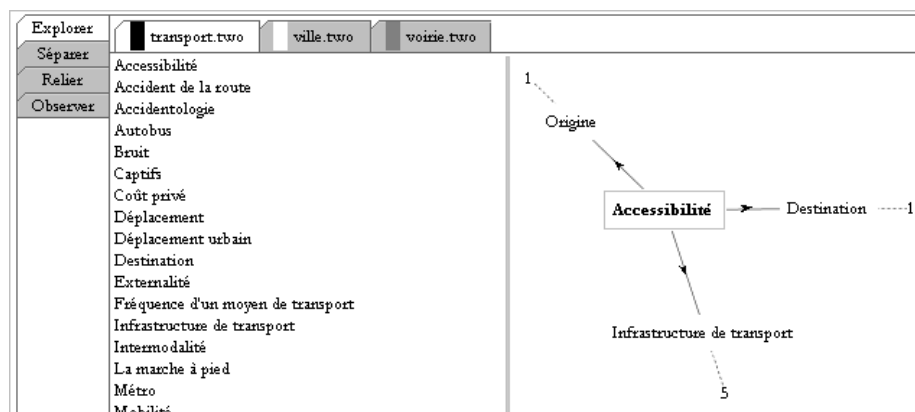 Explorer
Séparer
Relier
Observer
transport.two
ville.two
voirie.two
Accessibilité
Accident de la route
Accidentologie
Autobus
Bruit
Captifs
Coût privé
Déplacement
Déplacement urbain
Destination
Externalité
Fréquence d'un moyen de transport
Infrastructure de transport
Intermodalité
La marche à pied
Métro
Mobilité
1
Origine
Accessibilité
Destination
1
Infrastructure de transport
5